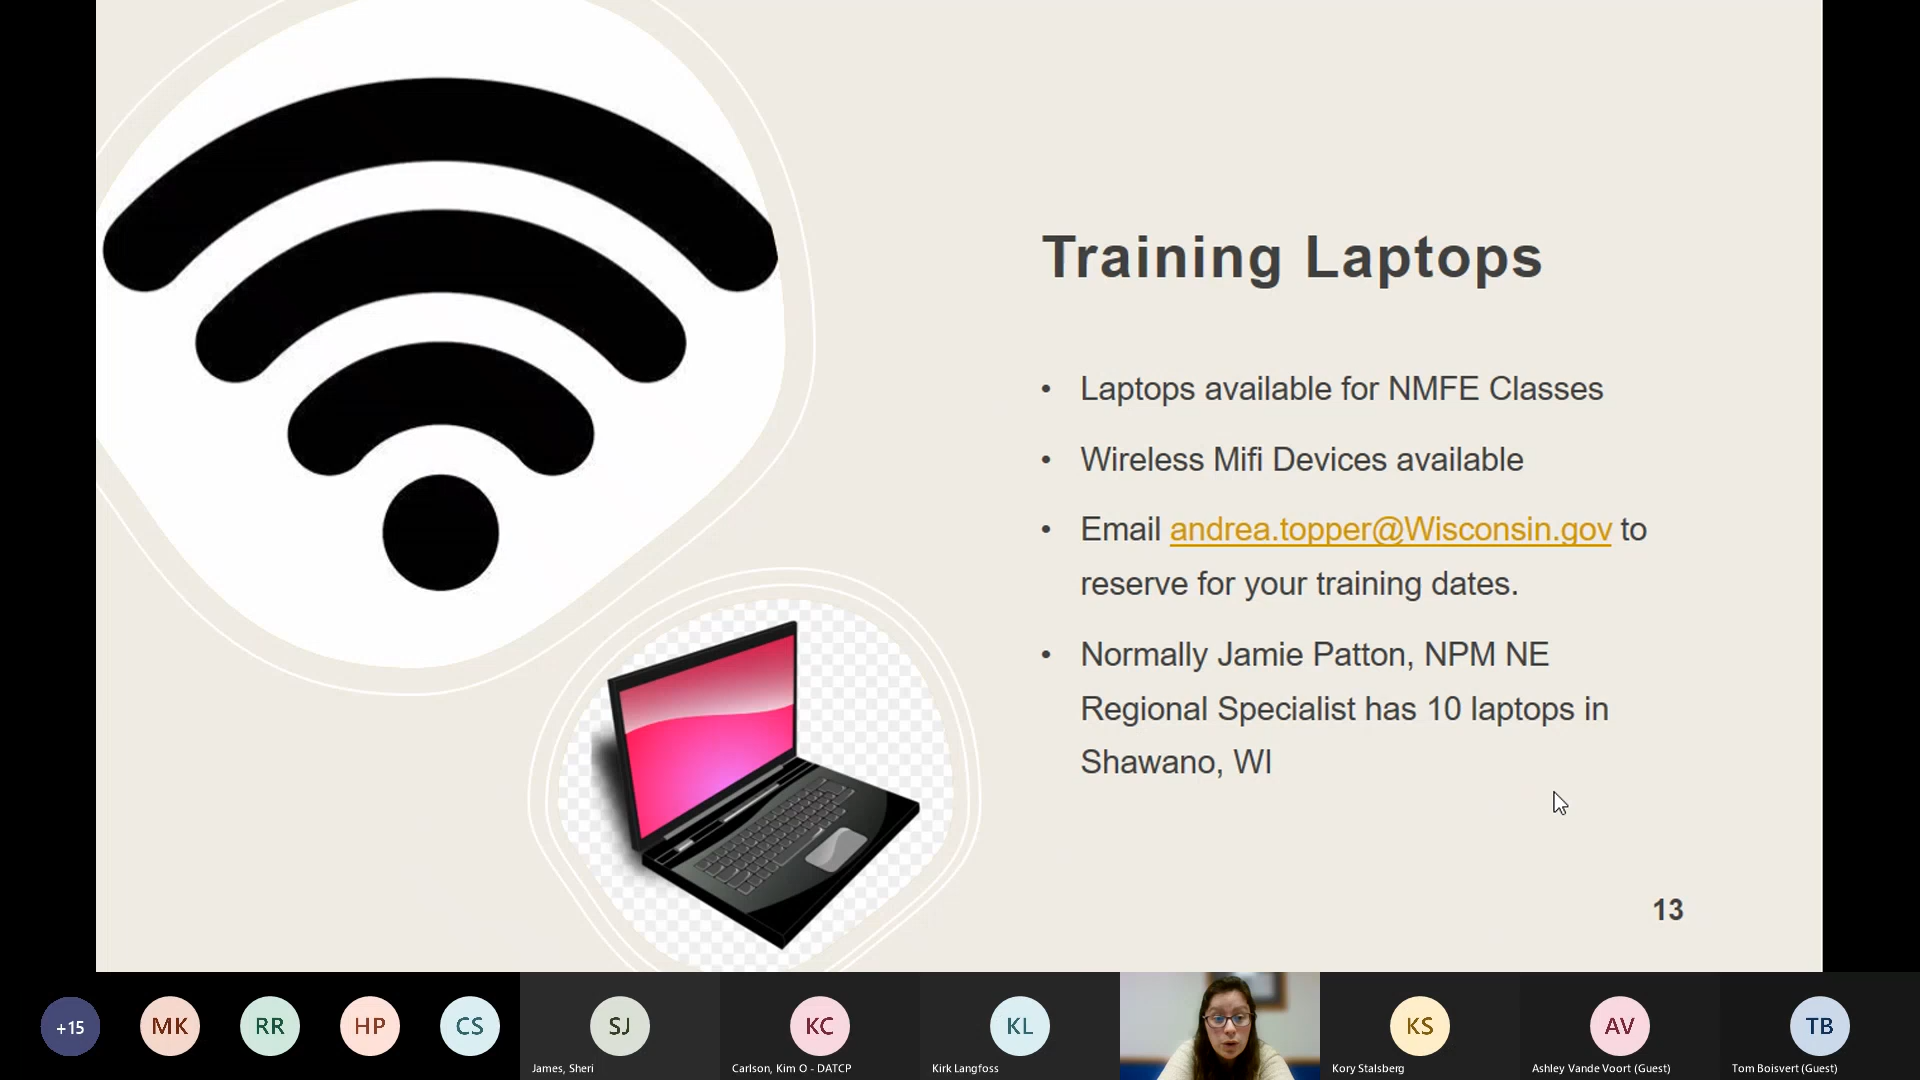 Training Laptops
• Laptops available for NMFE Classes
• Wireless Mifi Devices available
• Email andrea.topper@Wisconsin.gov to
reserve for your training dates.
• Normally Jamie Patton, NPM NE
Regional Specialist has 10 laptops in
Shawano, WI
13
+15
MK
RR
HP
CS
SJ
James, Sheri
KC
Carlson, Kim O - DATCP
KL
Kirk Langfoss
KS
Kory Stalsberg
AV
Ashley Vande Voort (Guest)
TB
Tom Boisvert (Guest)